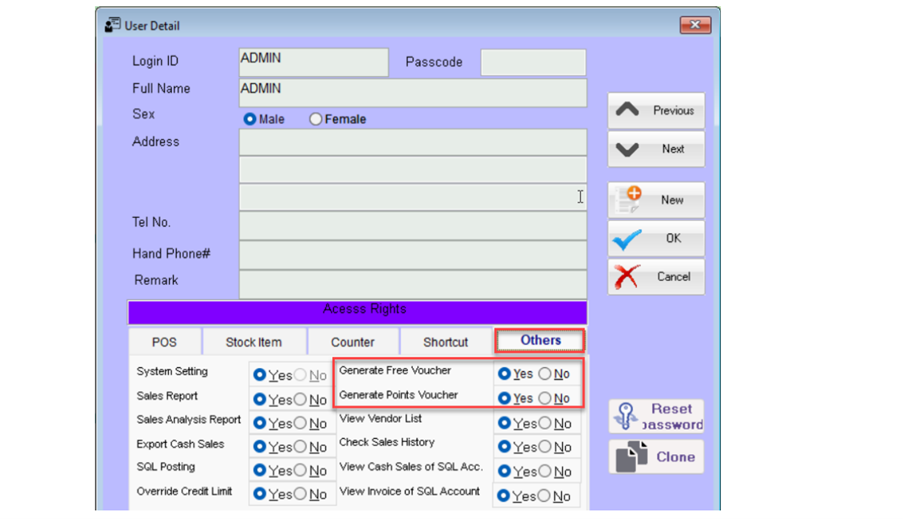 User Detail
Login ID ADMIN Passcode
Full Name ADMIN
Sex Male Female
Address
Tel No.
Hand Phone#
Remark
Previous
Next
New
OK
Cancel
Acesss Rights
POS Stock Item Counter Shortcut Others
System Setting Yes No Generate Free Voucher Yes No
Sales Report Yes No Generate Points Voucher Yes No
Sales Analysis Report Yes No View Vendor List Yes No
Export Cash Sales Yes No Check Sales History Yes No
SQL Posting Yes No View Cash Sales of SQL Acc. Yes No
Override Credit Limit Yes No View Invoice of SQL Account Yes No
Reset
password
Clone